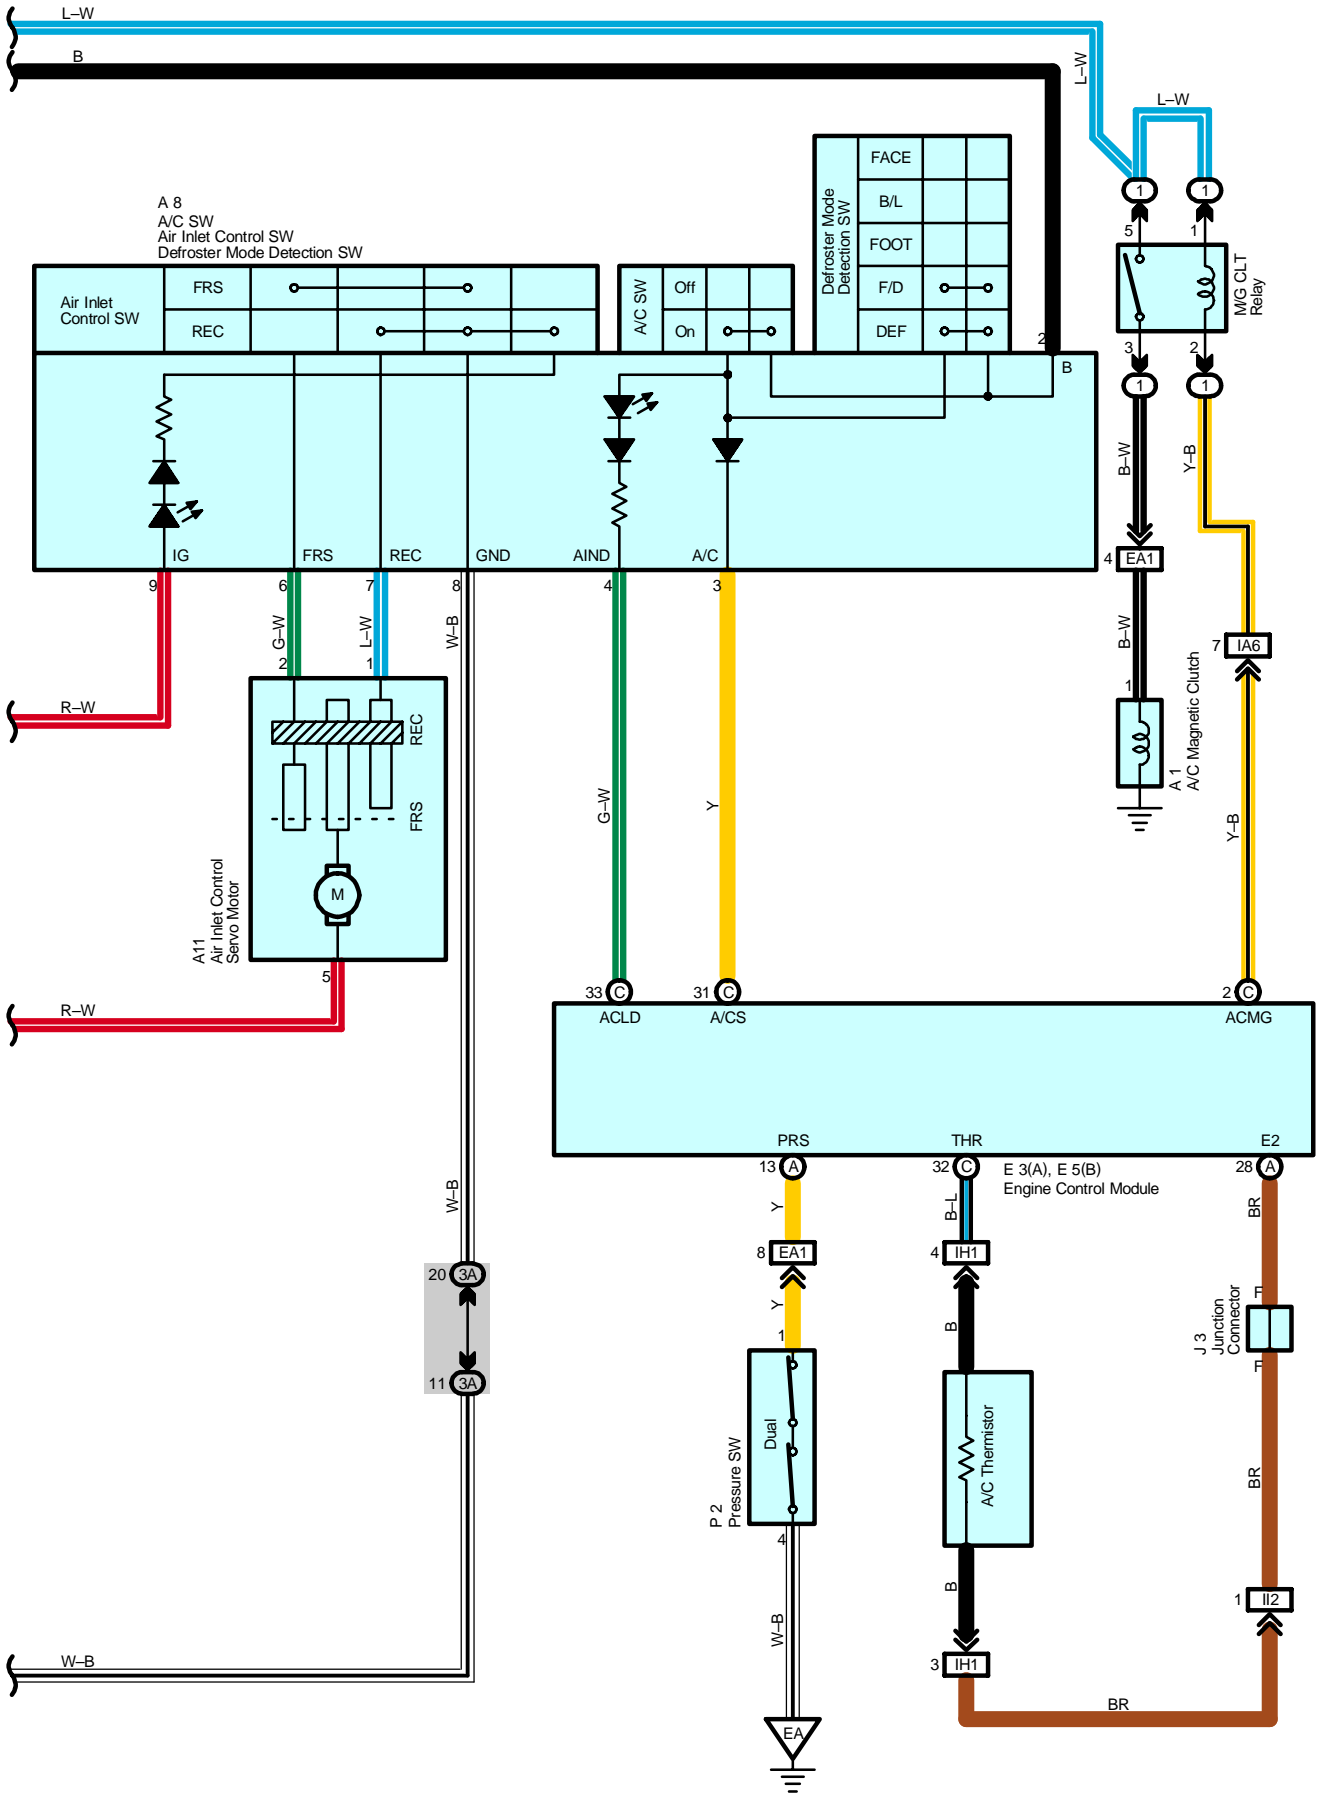 L–W
B
L–W
L–W
A 8
A/C SW
Air Inlet Control SW
Defroster Mode Detection SW
Air Inlet
Control SW
FRS
REC
A/C SW
Off
On
Defroster Mode
Detection SW
FACE
B/L
FOOT
F/D
DEF
2
B
1
1
5
1
M/G CLT
Relay
3
2
1
1
B–W
Y–B
IG
FRS
REC
GND
AIND
A/C
9
6
7
8
4
3
4
EA1
G–W
L–W
W–B
B–W
7
IA6
2
1
1
R–W
REC
FRS
M
A11
Air Inlet Control
Servo Motor
5
R–W
G–W
Y
A 1
A/C Magnetic Clutch
Y–B
33
C
31
C
2
C
ACLD
A/CS
ACMG
PRS
THR
E2
13
A
32
C
28
A
E 3(A), E 5(B)
Engine Control Module
W–B
Y
B–L
BR
8
EA1
4
IH1
20
3A
11
3A
Y
B
F
J 3
Junction
Connector
F
1
Dual
P 2
Pressure SW
4
A/C Thermistor
BR
B
1
II2
W–B
3
IH1
W–B
BR
EA